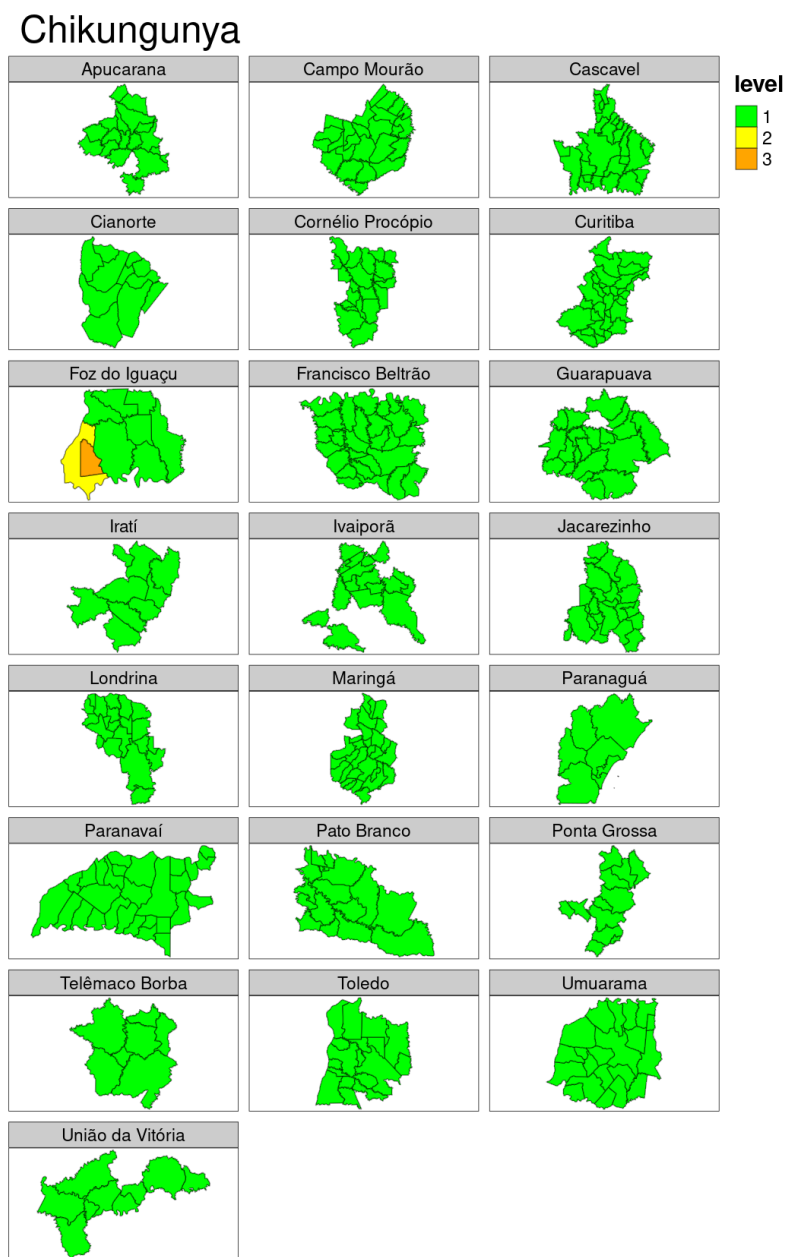 Chikungunya
Apucarana
Campo Mourão
Cascavel
level
1
2
3
Cianorte
Cornélio Procópio
Curitiba
Foz do Iguaçu
Francisco Beltrão
Guarapuava
Iratí
Ivaiporã
Jacarezinho
Londrina
Maringá
Paranaguá
Paranavaí
Pato Branco
Ponta Grossa
Telêmaco Borba
Toledo
Umuarama
União da Vitória